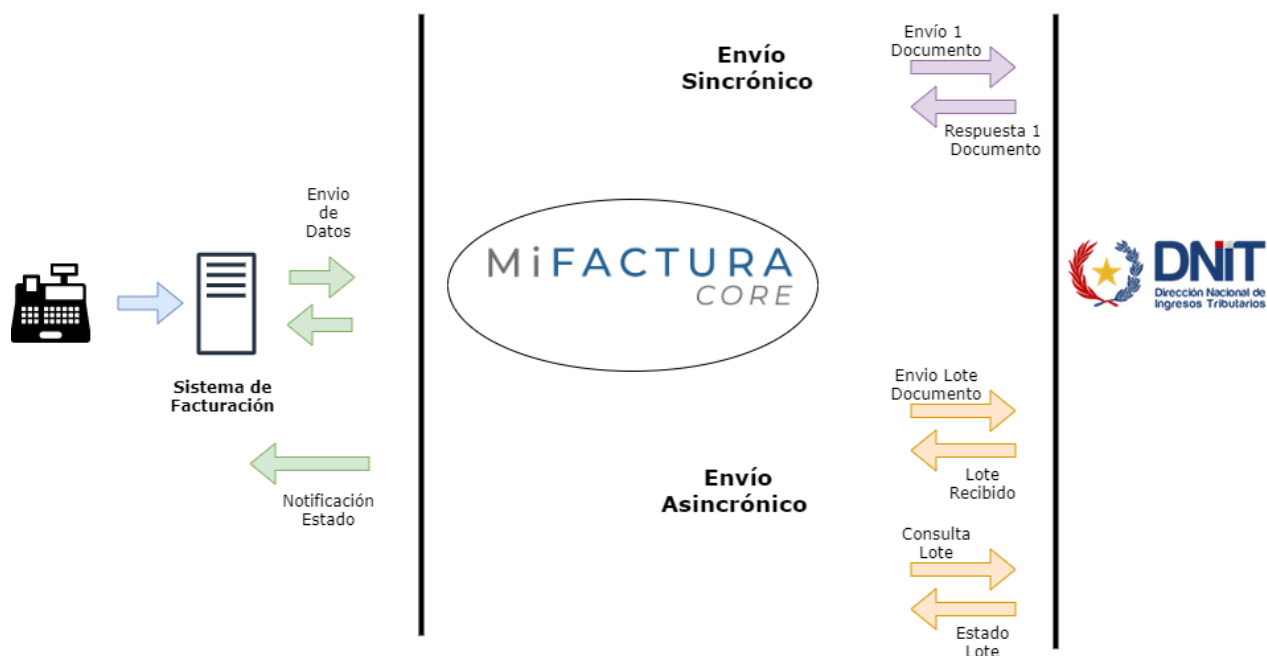 Envío 1
Documento
Envío
Sincrónico
Respuesta 1
Documento
Envio
de
Datos
MiFACTURA
CORE
DNiT
Dirección Nacional de
Ingresos Tributarios
Sistema de
Facturación
Envio Lote
Documento
Notificación
Estado
Envío
Asincrónico
Lote
Recibido
Consulta
Lote
Estado
Lote